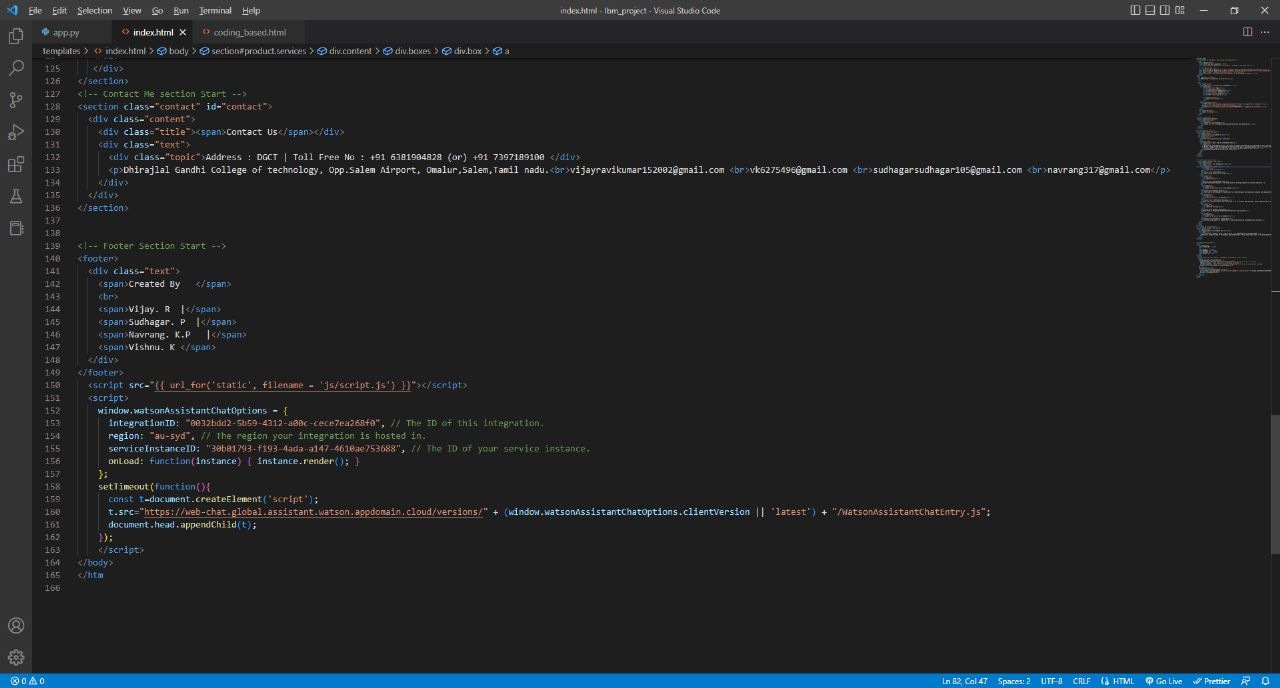 File Edit Selection View Go Run Terminal Help index.html - Ibm_project - Visual Studio Code
app.py index.html coding_based.html
templates > index.html > body > section#product.services > div.content > div.boxes > div.box > a
125 </div>
126 </section>
127 <!-- Contact Me section Start -->
128 <section class="contact" id="contact">
129 <div class="content">
130 <div class="title"><span>Contact Us</span></div>
131 <div class="text">
132 <div class="topic">Address : DGCT | Toll Free No : +91 6381904828 (or) +91 7397189100 </div>
133 <p>Dhirajlal Gandhi College of technology, Opp.Salem Airport, Omalur,Salem,Tamil nadu.<br>vijayravikumar152002@gmail.com <br>vk6275496@gmail.com <br>sudhagarsudhagar105@gmail.com <br>navrang317@gmail.com</p>
134 </div>
135 </div>
136 </section>
137
138
139 <!-- Footer Section Start -->
140 <footer>
141 <div class="text">
142 <span>Created By </span>
143 <br>
144 <span>Vijay. R |</span>
145 <span>Sudhagar. P |</span>
146 <span>Navrang. K.P |</span>
147 <span>Vishnu. K </span>
148 </div>
149 </footer>
150 <script src="{{ url_for('static', filename = 'js/script.js') }}"></script>
151 <script>
152 window.watsonAssistantChatOptions = {
153 integrationID: "0032bdd2-5b59-4312-a00c-cece7ea268f0", // The ID of this integration.
154 region: "au-syd", // The region your integration is hosted in.
155 serviceInstanceID: "30b01793-f193-4ada-a147-4610ae753688", // The ID of your service instance.
156 onLoad: function(instance) { instance.render(); }
157 };
158 setTimeout(function(){
159 const t=document.createElement('script');
160 t.src="https://web-chat.global.assistant.watson.appdomain.cloud/versions/" + (window.watsonAssistantChatOptions.clientVersion || 'latest') + "/WatsonAssistantChatEntry.js";
161 document.head.appendChild(t);
162 });
163 </script>
164 </body>
165 </htm
166
0 0 Ln 82, Col 47 Spaces: 2 UTF-8 CRLF HTML Go Live Prettier